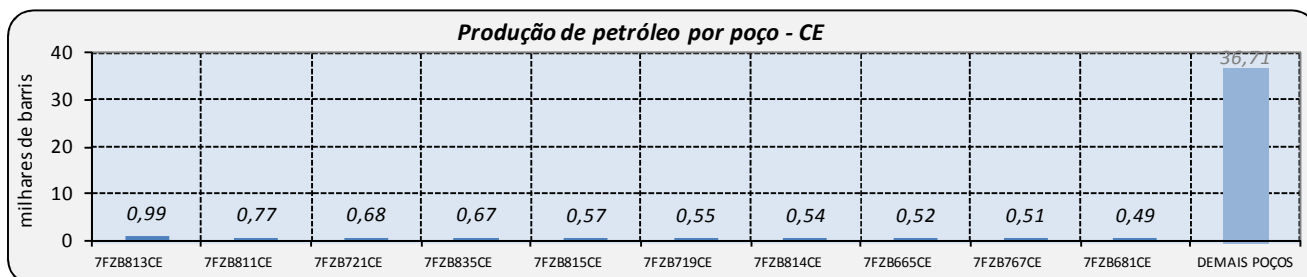 Produção de petróleo por poço - CE
milhares de barris
40
30
20
10
0
0,99 0,77 0,68 0,67 0,57 0,55 0,54 0,52 0,51 0,49 36,71
7FZB813CE 7FZB811CE 7FZB721CE 7FZB835CE 7FZB815CE 7FZB719CE 7FZB814CE 7FZB665CE 7FZB767CE 7FZB681CE DEMAIS POÇOS